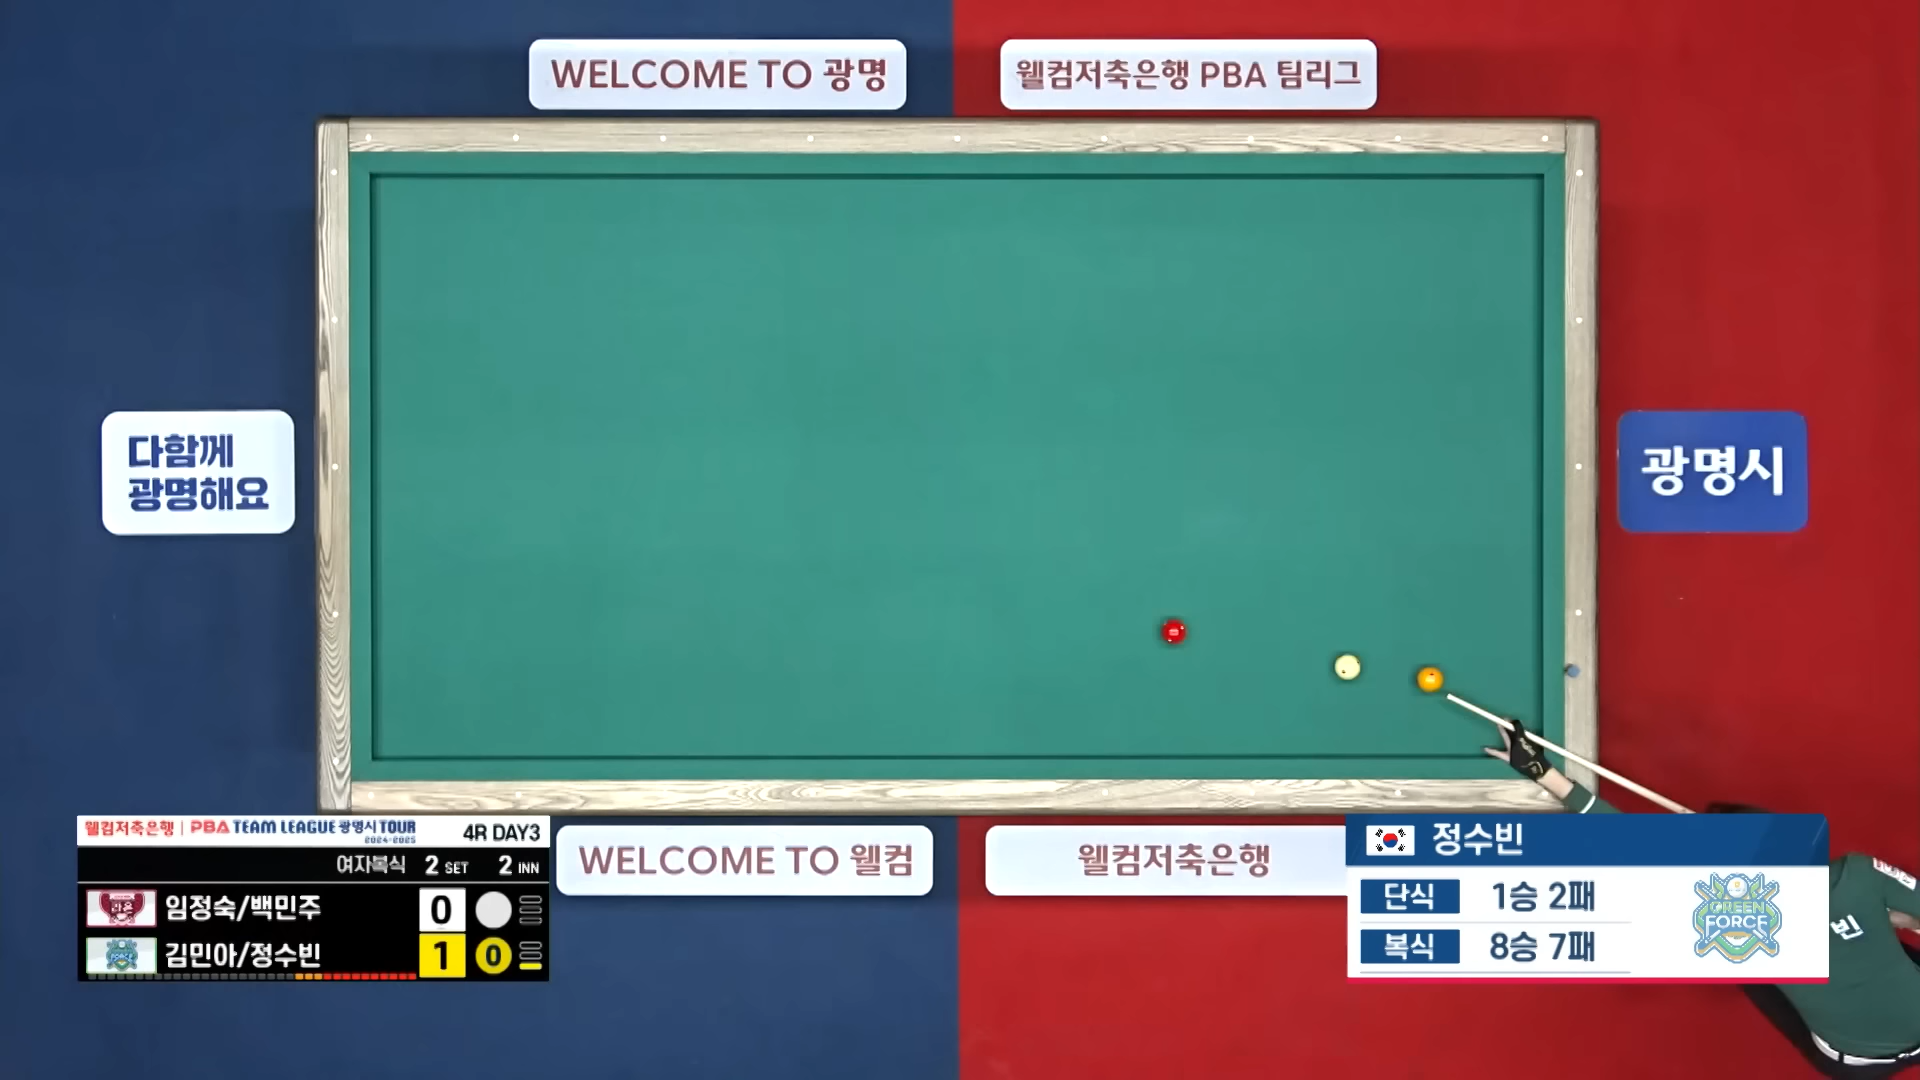 WELCOME TO 광명
웰컴저축은행 PBA 팀리그
다함께
광명해요
광명시
웰컴저축은행 | PBA TEAM LEAGUE 광명시 TOUR
2024-2025
4R DAY3
여자복식 2 SET 2 INN
임정숙/백민주 0
김민아/정수빈 1 0
WELCOME TO 웰컴
웰컴저축은행
정수빈
단식 1승 2패
복식 8승 7패
GREEN
FORCE
빈